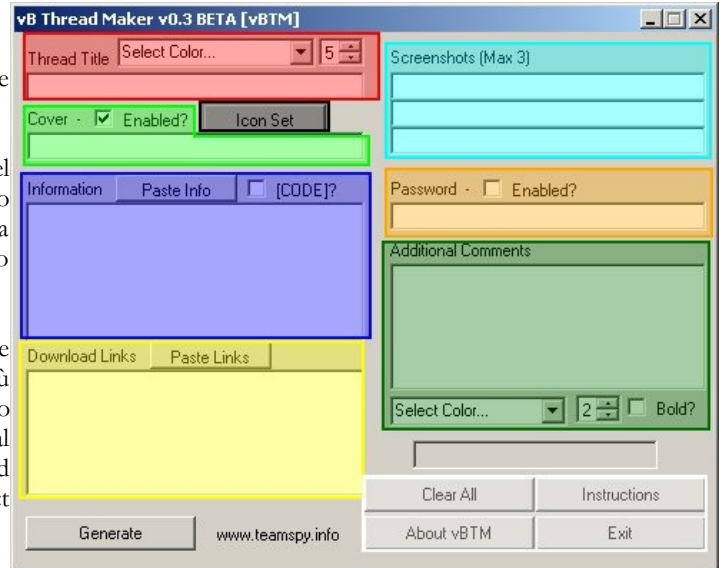 vB Thread Maker v0.3 BETA [vBTM]
Thread Title Select Color... 5
Cover - Enabled? Icon Set
Information Paste Info [CODE]?
Download Links Paste Links
Generate www.teamspy.info
Screenshots (Max 3)
Password - Enabled?
Additional Comments
Select Color... 2 Bold?
Clear All Instructions
About vBTM Exit